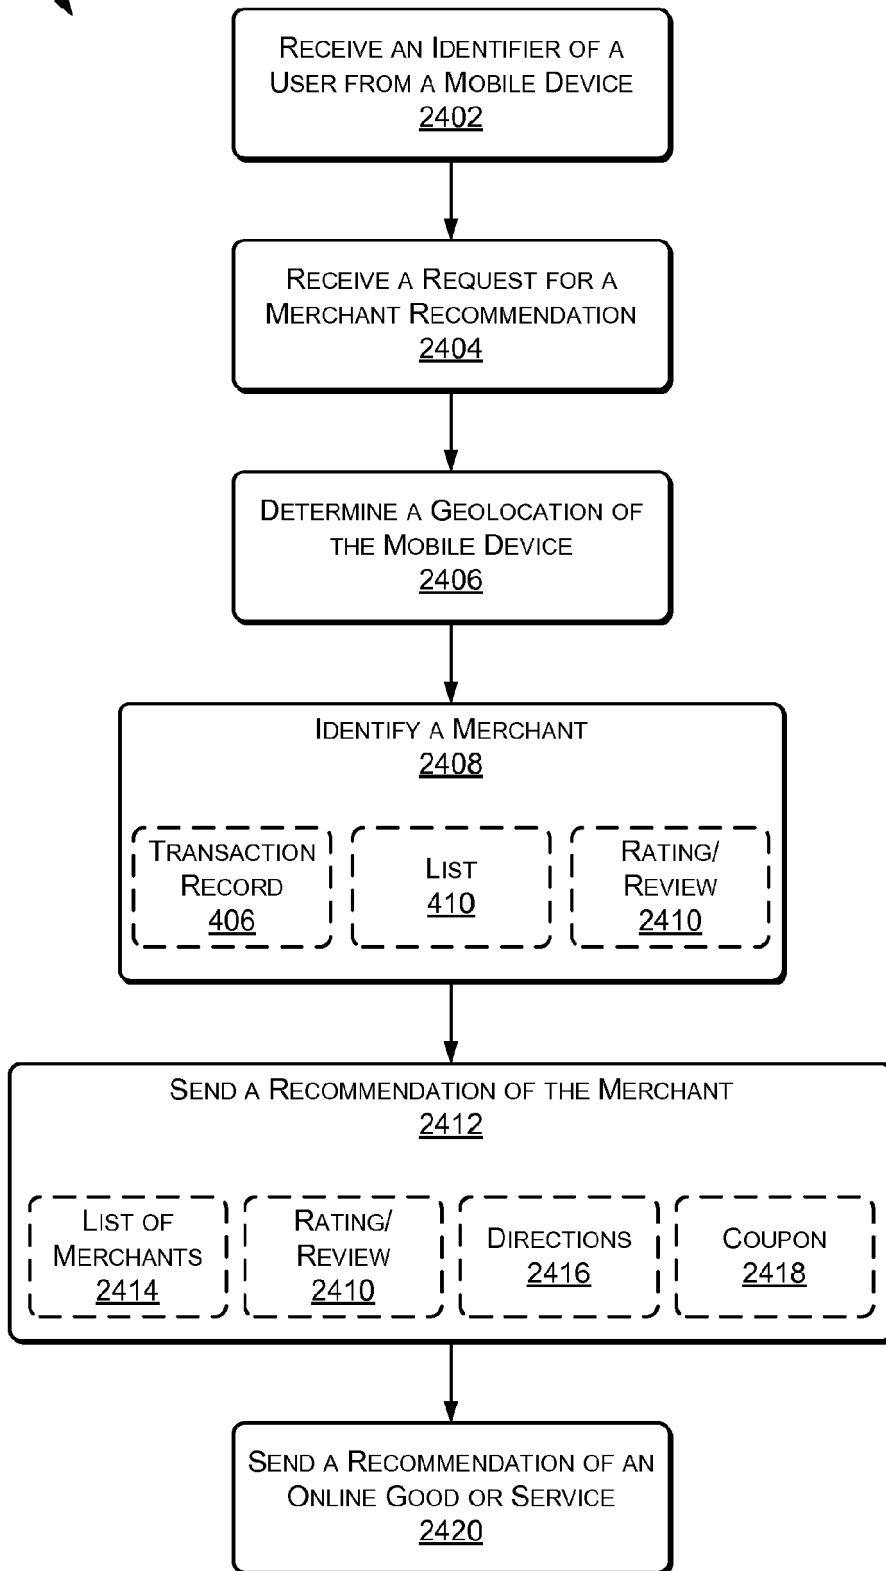 RECEIVE AN IDENTIFIER OF A
USER FROM A MOBILE DEVICE
2402
RECEIVE A REQUEST FOR A
MERCHANT RECOMMENDATION
2404
DETERMINE A GEOLOCATION OF
THE MOBILE DEVICE
2406
IDENTIFY A MERCHANT
2408
TRANSACTION
RECORD
406
LIST
410
RATING/
REVIEW
2410
SEND A RECOMMENDATION OF THE MERCHANT
2412
LIST OF
MERCHANTS
2414
RATING/
REVIEW
2410
DIRECTIONS
2416
COUPON
2418
SEND A RECOMMENDATION OF AN
ONLINE GOOD OR SERVICE
2420